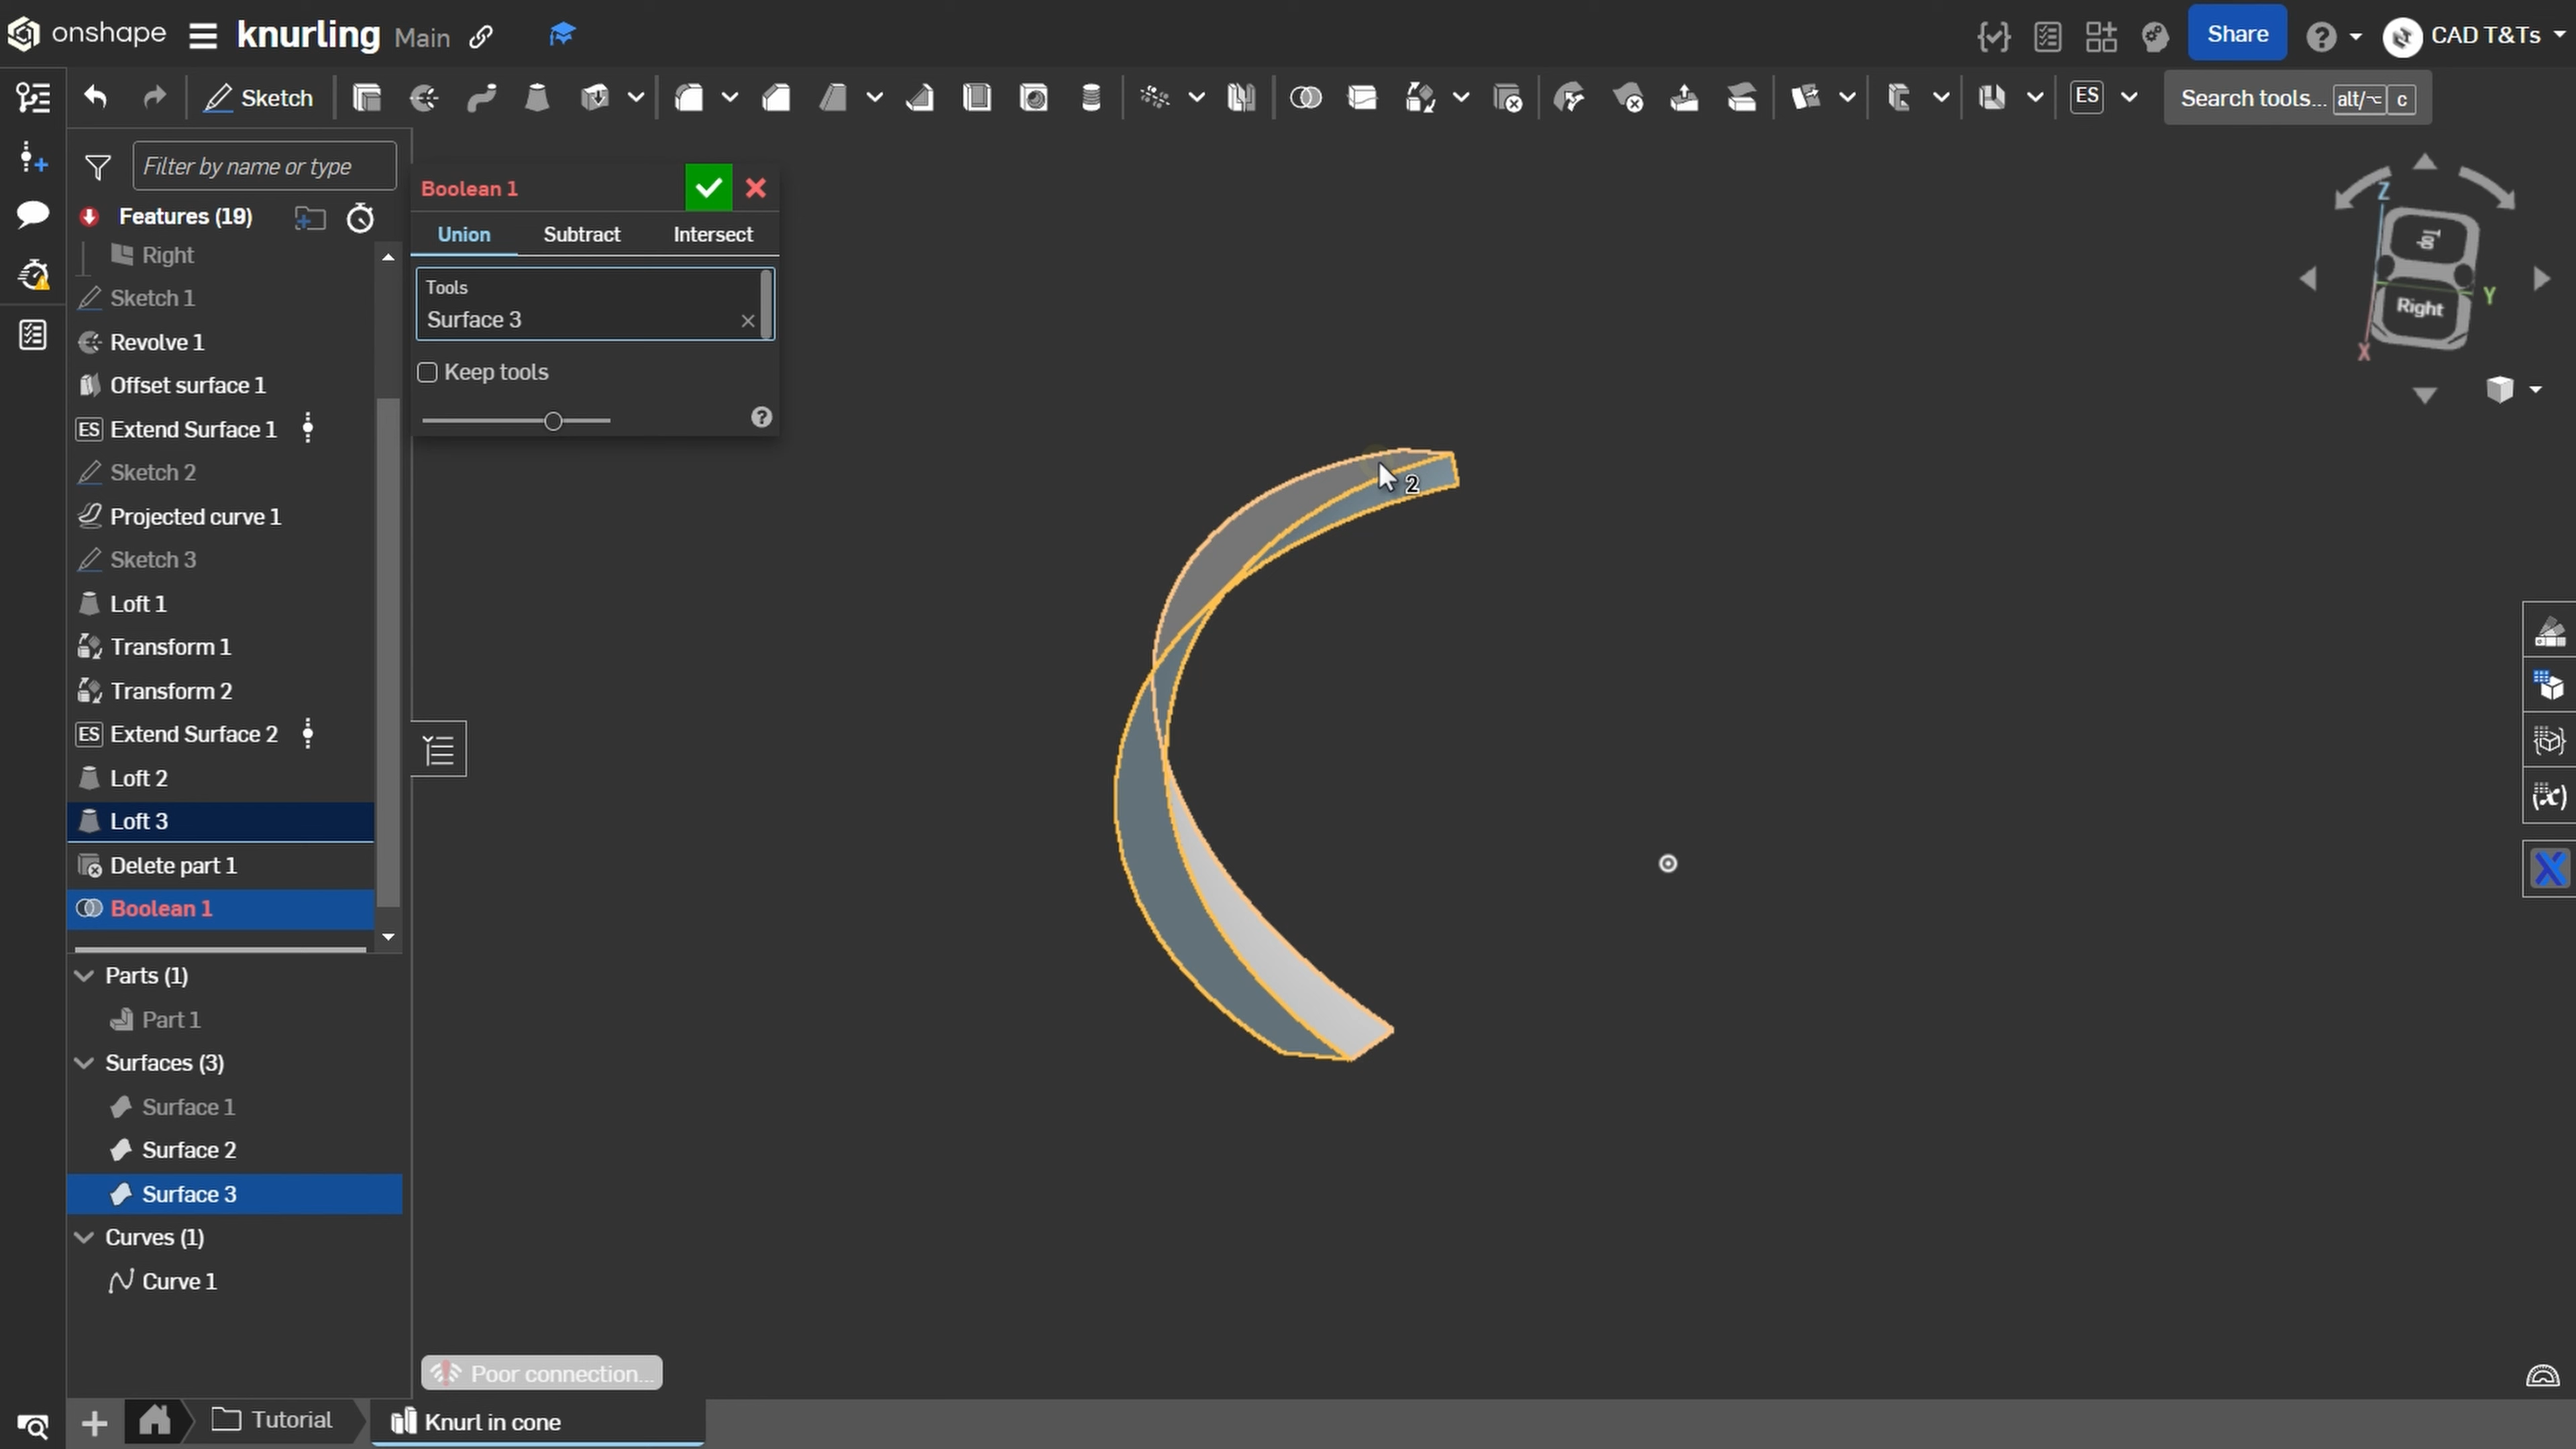 onshape
knurling Main
Share
CAD T&Ts
Sketch
ES
Search tools... alt/⌥ c
Filter by name or type
Features (19)
Right
Sketch 1
Revolve 1
Offset surface 1
ES Extend Surface 1
Sketch 2
Projected curve 1
Sketch 3
Loft 1
Transform 1
Transform 2
ES Extend Surface 2
Loft 2
Loft 3
Delete part 1
Boolean 1
Parts (1)
Part 1
Surfaces (3)
Surface 1
Surface 2
Surface 3
Curves (1)
Curve 1
Boolean 1
Union Subtract Intersect
Tools
Surface 3
Keep tools
2
Z
Top
Right
Y
X
(x)
Poor connection...
Tutorial
Knurl in cone